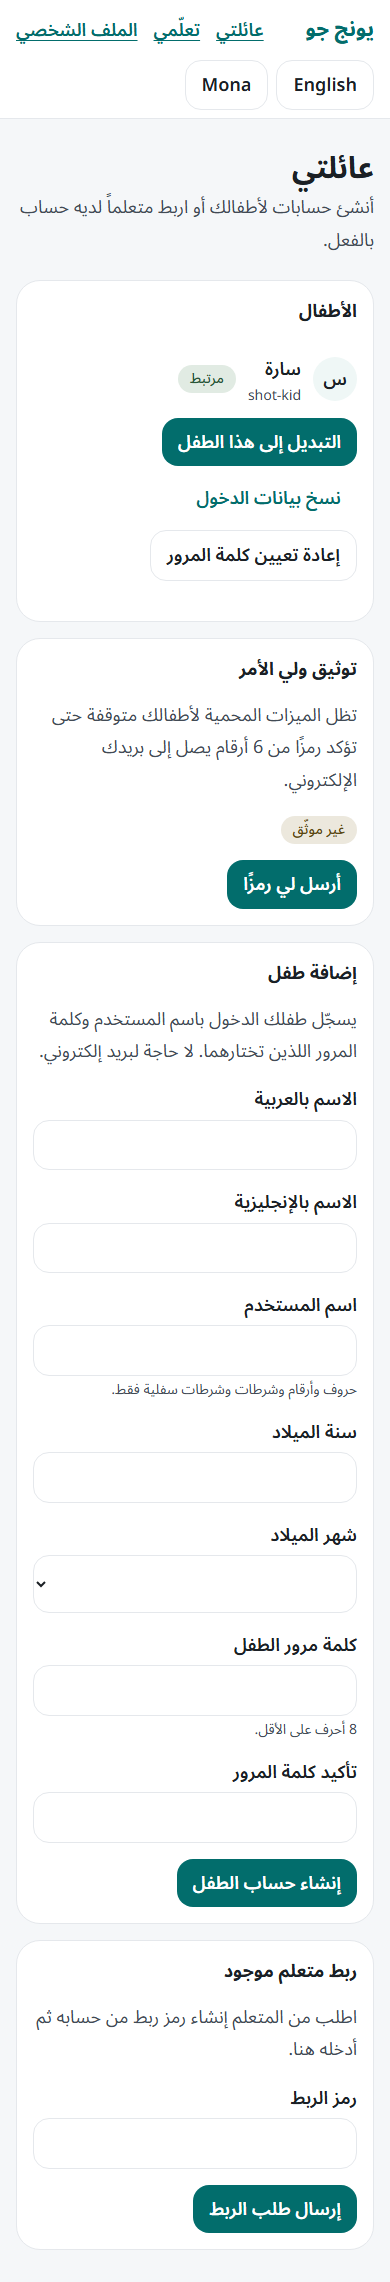 يونج جو عائلتي تعلّمي الملف الشخصي
English Mona
عائلتي
أنشئ حسابات لأطفالك أو اربط متعلماً لديه حساب
بالفعل.
الأطفال
س سارة مرتبط
shot-kid
التبديل إلى هذا الطفل
نسخ بيانات الدخول
إعادة تعيين كلمة المرور
توثيق ولي الأمر
تظل الميزات المحمية لأطفالك متوقفة حتى
تؤكد رمزًا من 6 أرقام يصل إلى بريدك
الإلكتروني.
غير موثّق
أرسل لي رمزًا
إضافة طفل
يسجّل طفلك الدخول باسم المستخدم وكلمة
المرور اللذين تختارهما. لا حاجة لبريد إلكتروني.
الاسم بالعربية
الاسم بالإنجليزية
اسم المستخدم
حروف وأرقام وشرطات وشرطات سفلية فقط.
سنة الميلاد
شهر الميلاد
كلمة مرور الطفل
8 أحرف على الأقل.
تأكيد كلمة المرور
إنشاء حساب الطفل
ربط متعلم موجود
اطلب من المتعلم إنشاء رمز ربط من حسابه ثم
أدخله هنا.
رمز الربط
إرسال طلب الربط